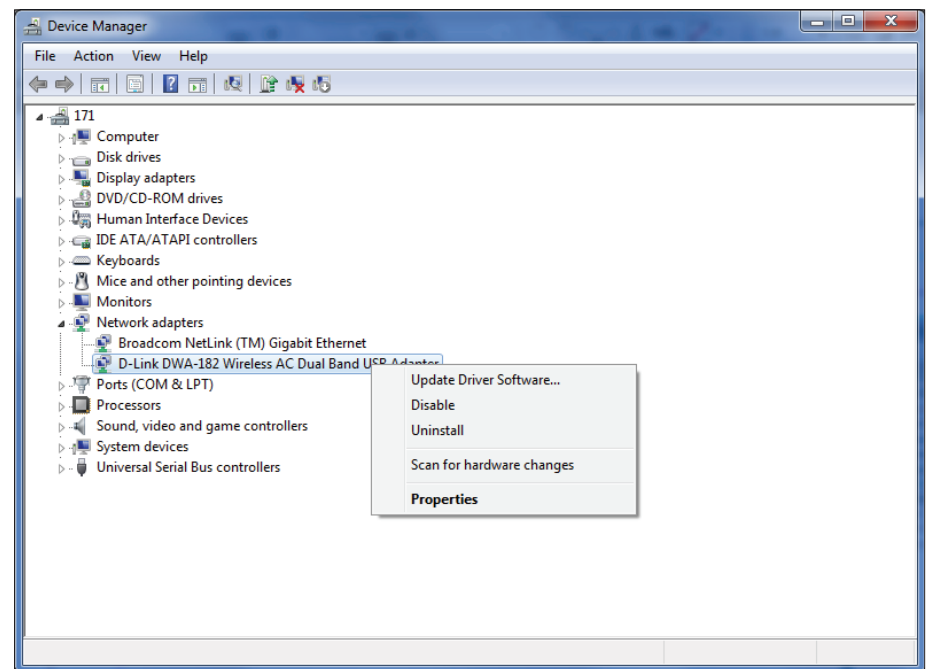 Device Manager
File Action View Help
171
Computer
Disk drives
Display adapters
DVD/CD-ROM drives
Human Interface Devices
IDE ATA/ATAPI controllers
Keyboards
Mice and other pointing devices
Monitors
Network adapters
Broadcom NetLink (TM) Gigabit Ethernet
D-Link DWA-182 Wireless AC Dual Band USB Adapter
Ports (COM & LPT)
Processors
Sound, video and game controllers
System devices
Universal Serial Bus controllers
Update Driver Software...
Disable
Uninstall
Scan for hardware changes
Properties